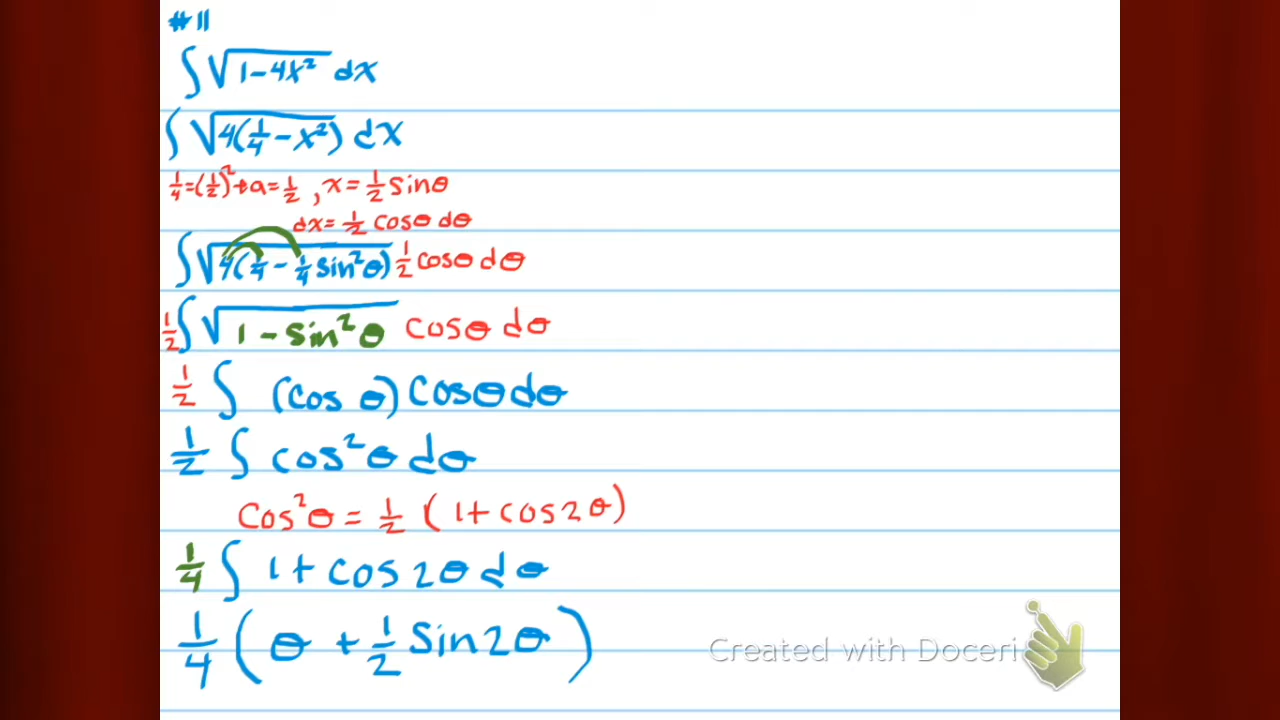 #11
∫ √(1-4x²) dx
∫ √(4(1/4 - x²)) dx
1/4 = (1/2)² → a = 1/2 , x = 1/2 sinθ
dx = 1/2 cosθ dθ
∫ √(4(1/4 - 1/4 sin²θ)) 1/2 cosθ dθ
1/2 ∫ √(1 - sin²θ) cosθ dθ
1/2 ∫ (cos θ) cosθ dθ
1/2 ∫ cos²θ dθ
cos²θ = 1/2 (1 + cos2θ)
1/4 ∫ 1 + cos2θ dθ
1/4 (θ + 1/2 sin2θ)
Created with Doceri